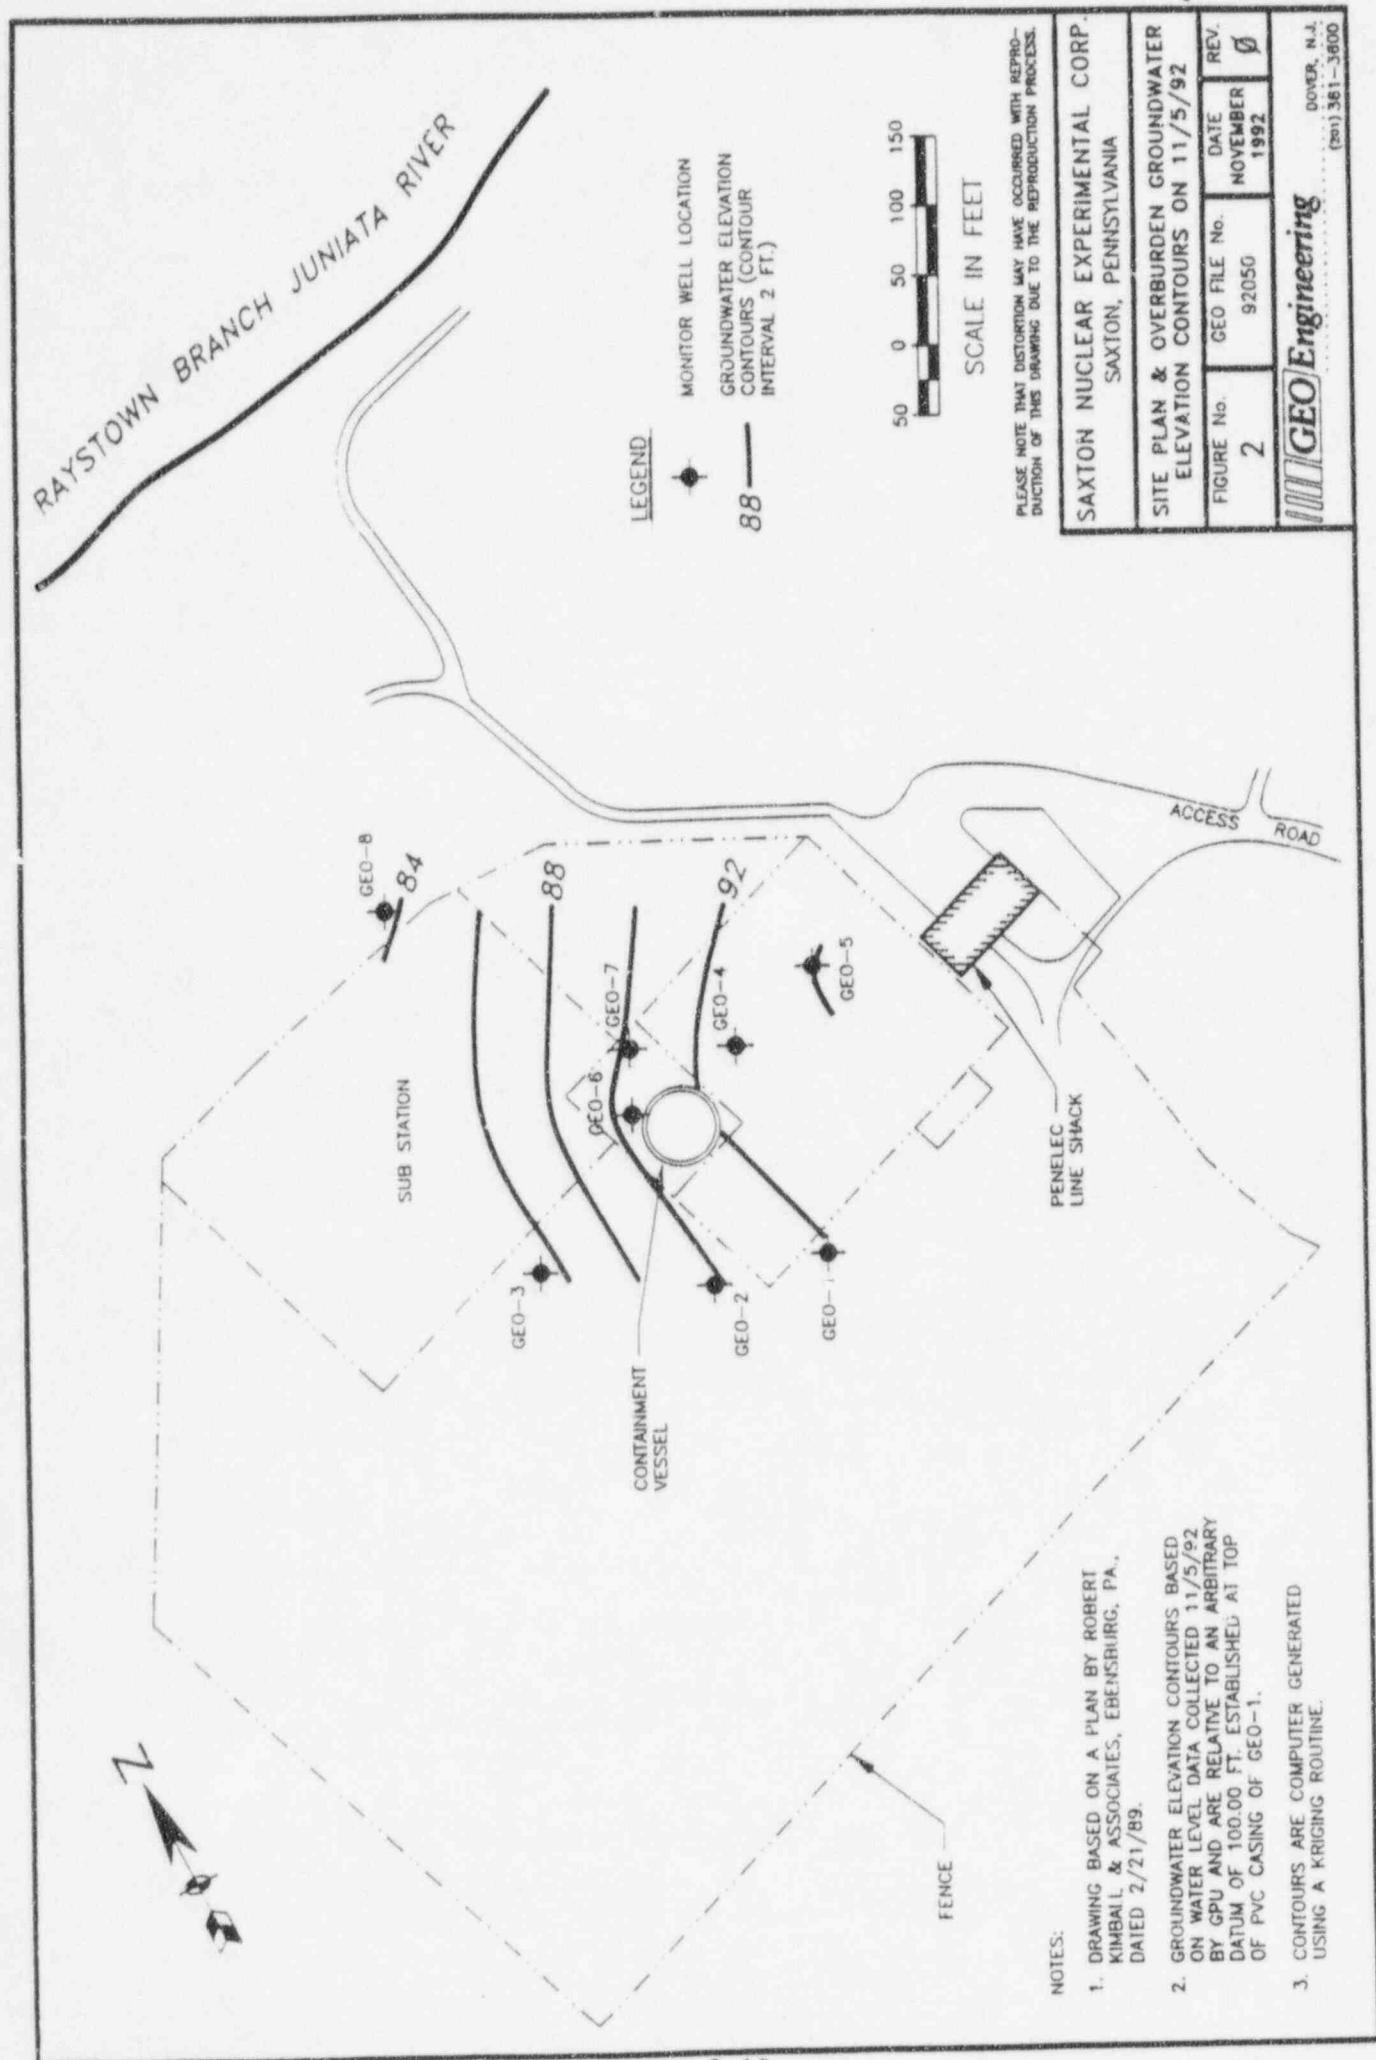 RAYSTOWN BRANCH JUNIATA RIVER
GEO-8
84
88
92
SUB STATION
GEO-7
GEO-6
GEO-4
GEO-5
GEO-3
GEO-2
GEO-
CONTAINMENT
VESSEL
PENELEC
LINE SHACK
ACCESS ROAD
FENCE
N
LEGEND
MONITOR WELL LOCATION
88
GROUNDWATER ELEVATION
CONTOURS (CONTOUR
INTERVAL 2 FT.)
50 0 50 100 150
SCALE IN FEET
NOTES:
1. DRAWING BASED ON A PLAN BY ROBERT
KIMBALL & ASSOCIATES, EBENSBURG, PA.,
DATED 2/21/89.
2. GROUNDWATER ELEVATION CONTOURS BASED
ON WATER LEVEL DATA COLLECTED 11/5/92
BY GPU AND ARE RELATIVE TO AN ARBITRARY
DATUM OF 100.00 FT. ESTABLISHED AT TOP
OF PVC CASING OF GEO-1.
3. CONTOURS ARE COMPUTER GENERATED
USING A KRIGING ROUTINE.
PLEASE NOTE THAT DISTORTION MAY HAVE OCCURRED WITH REPRO-
DUCTION OF THIS DRAWING DUE TO THE REPRODUCTION PROCESS.
SAXTON NUCLEAR EXPERIMENTAL CORP.
SAXTON, PENNSYLVANIA
SITE PLAN & OVERBURDEN GROUNDWATER
ELEVATION CONTOURS ON 11/5/92
FIGURE No. GEO FILE No. DATE REV.
2 92050 NOVEMBER 1992 Ø
GEO Engineering
DOVER, N.J.
(201) 361-3600